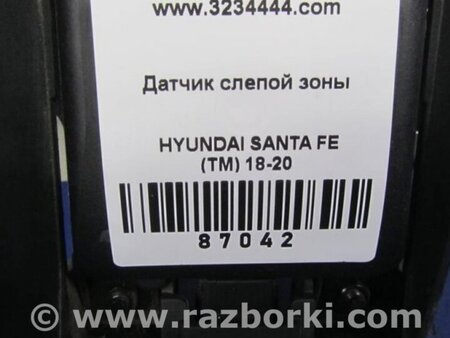 www.3234444.com
Датчик слепой зоны
HYUNDAI SANTA FE
(TM) 18-20
87042
© www.razborki.com